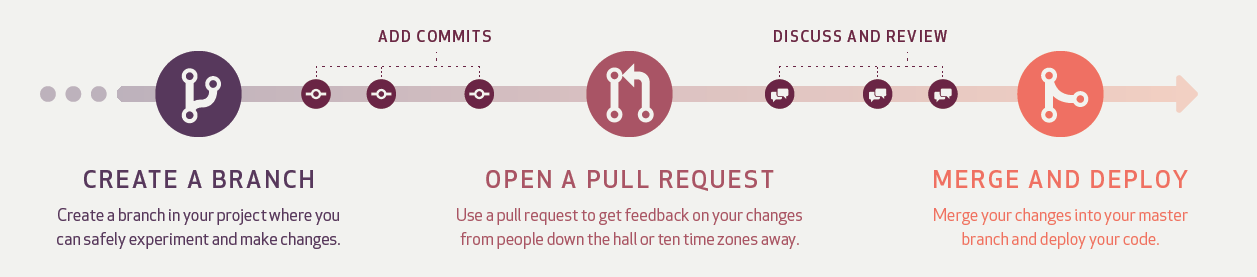 ADD COMMITS
DISCUSS AND REVIEW
CREATE A BRANCH
Create a branch in your project where you
can safely experiment and make changes.
OPEN A PULL REQUEST
Use a pull request to get feedback on your changes
from people down the hall or ten time zones away.
MERGE AND DEPLOY
Merge your changes into your master
branch and deploy your code.